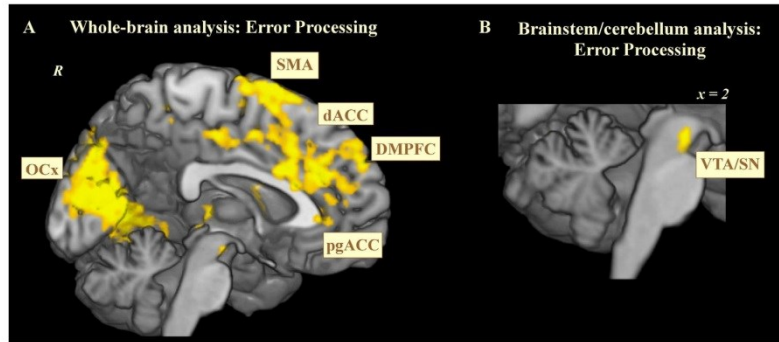 A Whole-brain analysis: Error Processing
R
SMA
dACC
DMPFC
OCx
pgACC
B Brainstem/cerebellum analysis:
Error Processing
x = 2
VTA/SN